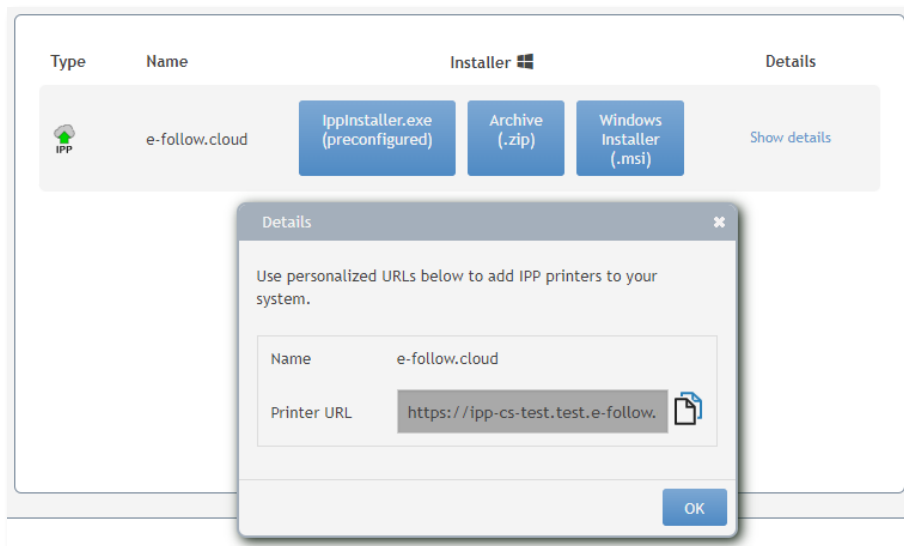 Type Name Installer Details
IPP
e-follow.cloud
IppInstaller.exe
(preconfigured)
Archive
(.zip)
Windows
Installer
(.msi)
Show details
Details
Use personalized URLs below to add IPP printers to your
system.
Name e-follow.cloud
Printer URL https://ipp-cs-test.test.e-follow.
OK